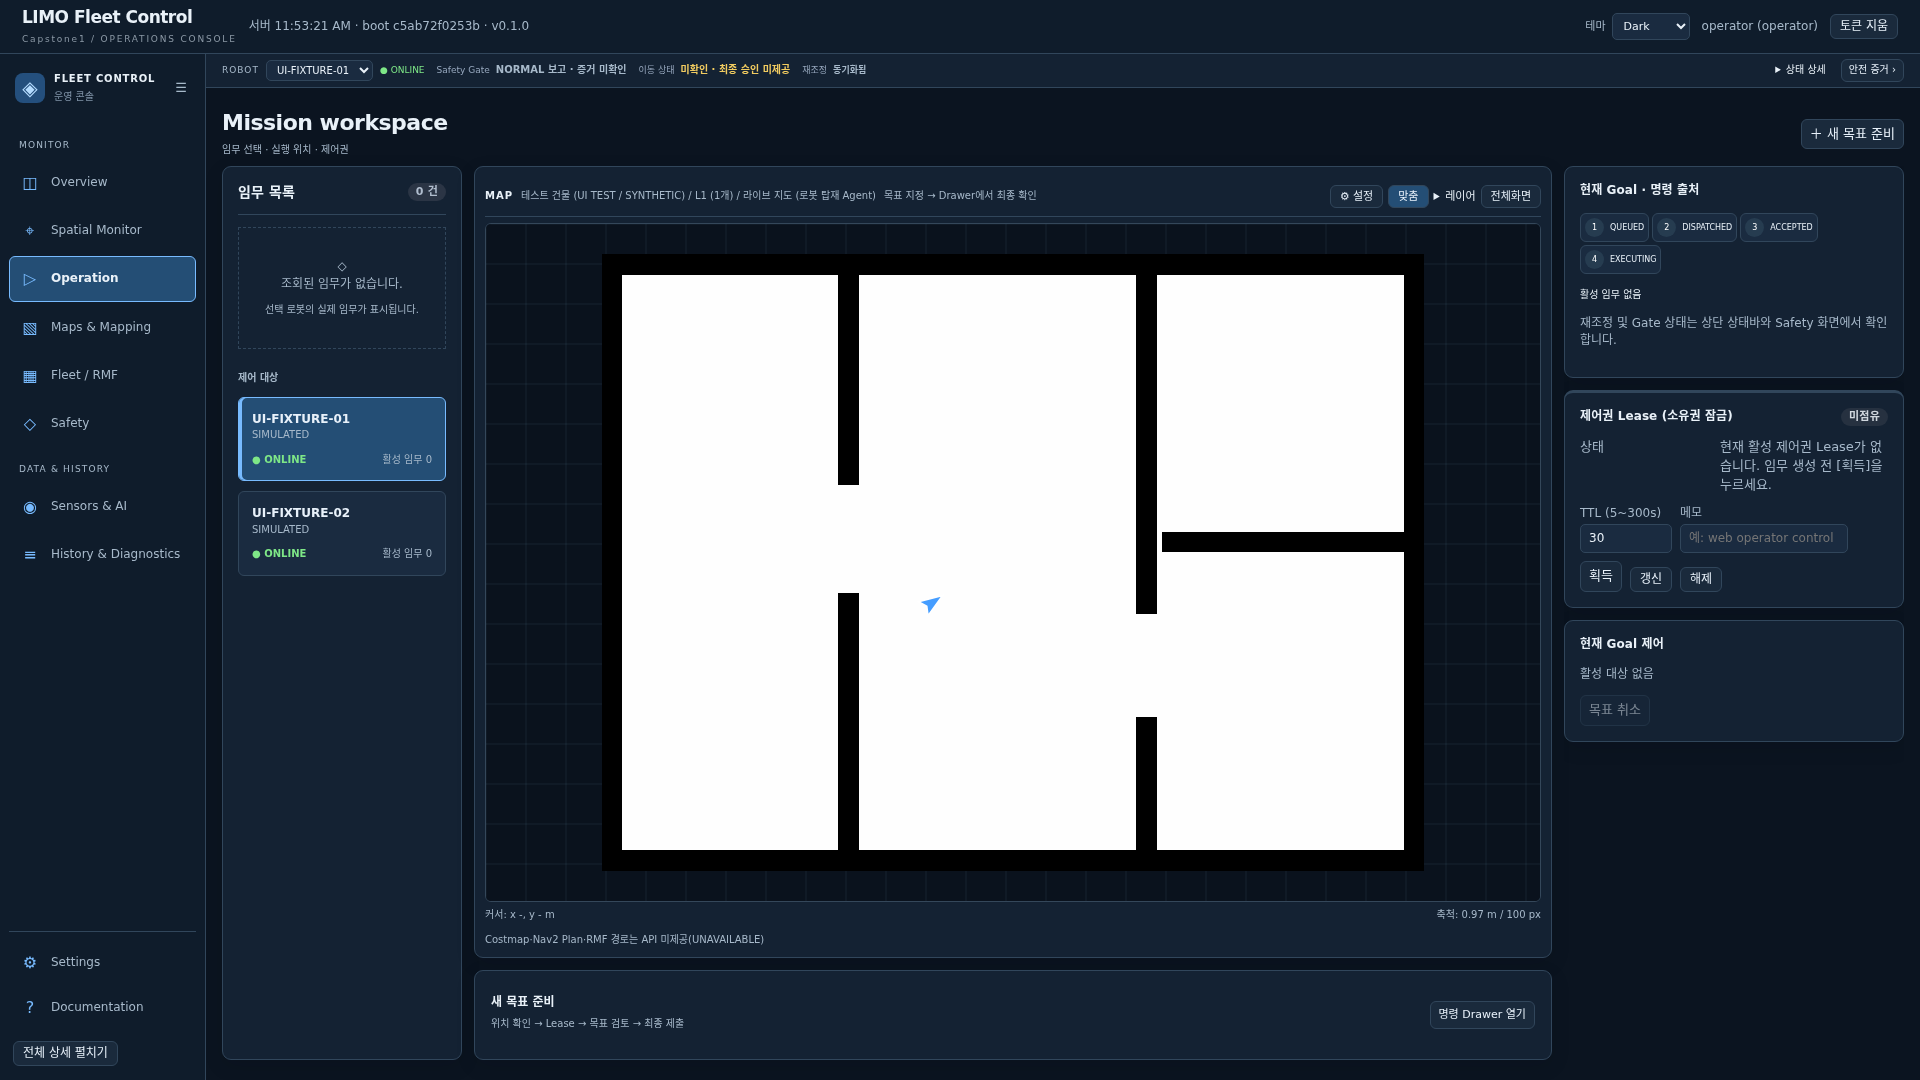 LIMO Fleet Control
Capstone1 / OPERATIONS CONSOLE
서버 11:53:21 AM · boot c5ab72f0253b · v0.1.0
테마 Dark operator (operator) 토큰 지움
FLEET CONTROL
운영 콘솔
MONITOR
Overview
Spatial Monitor
Operation
Maps & Mapping
Fleet / RMF
Safety
DATA & HISTORY
Sensors & AI
History & Diagnostics
Settings
Documentation
전체 상세 펼치기
ROBOT UI-FIXTURE-01 ● ONLINE Safety Gate NORMAL 보고 · 증거 미확인 이동 상태 미확인 · 최종 승인 미제공 재조정 동기화됨
▶ 상태 상세 안전 증거 ›
Mission workspace
임무 선택 · 실행 위치 · 제어권
+ 새 목표 준비
임무 목록 0 건
◇
조회된 임무가 없습니다.
선택 로봇의 실제 임무가 표시됩니다.
제어 대상
UI-FIXTURE-01
SIMULATED
● ONLINE 활성 임무 0
UI-FIXTURE-02
SIMULATED
● ONLINE 활성 임무 0
MAP 테스트 건물 (UI TEST / SYNTHETIC) / L1 (1개) / 라이브 지도 (로봇 탑재 Agent) 목표 지정 → Drawer에서 최종 확인
⚙ 설정 맞춤 ▶ 레이어 전체화면
커서: x -, y - m
축척: 0.97 m / 100 px
Costmap·Nav2 Plan·RMF 경로는 API 미제공(UNAVAILABLE)
새 목표 준비
위치 확인 → Lease → 목표 검토 → 최종 제출
명령 Drawer 열기
현재 Goal · 명령 출처
1 QUEUED 2 DISPATCHED 3 ACCEPTED
4 EXECUTING
활성 임무 없음
재조정 및 Gate 상태는 상단 상태바와 Safety 화면에서 확인
합니다.
제어권 Lease (소유권 잠금) 미점유
상태 현재 활성 제어권 Lease가 없
습니다. 임무 생성 전 [획득]을
누르세요.
TTL (5~300s) 메모
30 예: web operator control
획득 갱신 해제
현재 Goal 제어
활성 대상 없음
목표 취소